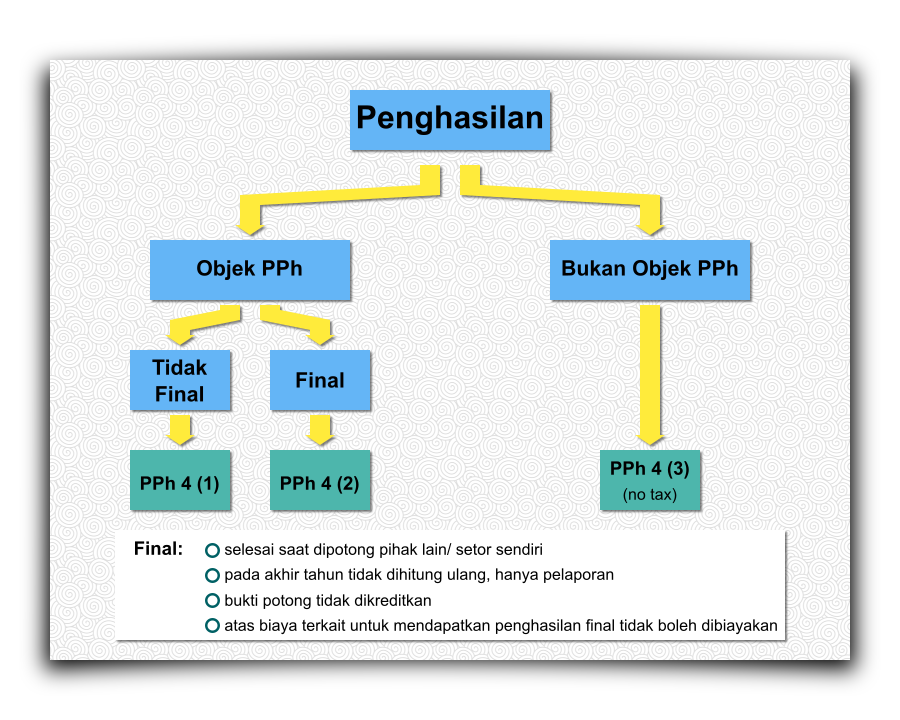 Penghasilan
Objek PPh
Bukan Objek PPh
Tidak
Final
Final
PPh 4 (1)
PPh 4 (2)
PPh 4 (3)
(no tax)
Final:
selesai saat dipotong pihak lain/ setor sendiri
pada akhir tahun tidak dihitung ulang, hanya pelaporan
bukti potong tidak dikreditkan
atas biaya terkait untuk mendapatkan penghasilan final tidak boleh dibiayakan